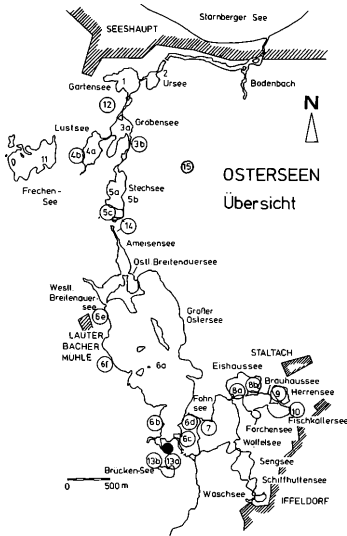 Starnberger See
SEESHAUPT
Gartensee
1
2
Ursee
Bodenbach
12
Gröbensee
3a
3b
Lustsee
4b
4a
11
Frechen-
See
N
15
OSTERSEEN
Übersicht
Stechsee
5a
5b
5c
14
Ameisensee
Östl. Breitenauersee
Westl.
Breitenauer
see
6e
LAUTER
BACHER
MÜHLE
6f
Großer
Ostersee
6a
STALTACH
Eishaussee
Brauhaussee
8a
8b
9
Herrensee
10
Fischkaltersee
Fohn
see
6b
6d
7
6c
Forchensee
Wolfelsee
Sengsee
13b
13a
Brücken-See
Schiffhüttensee
Waschsee
IFFELDORF
0
500 m